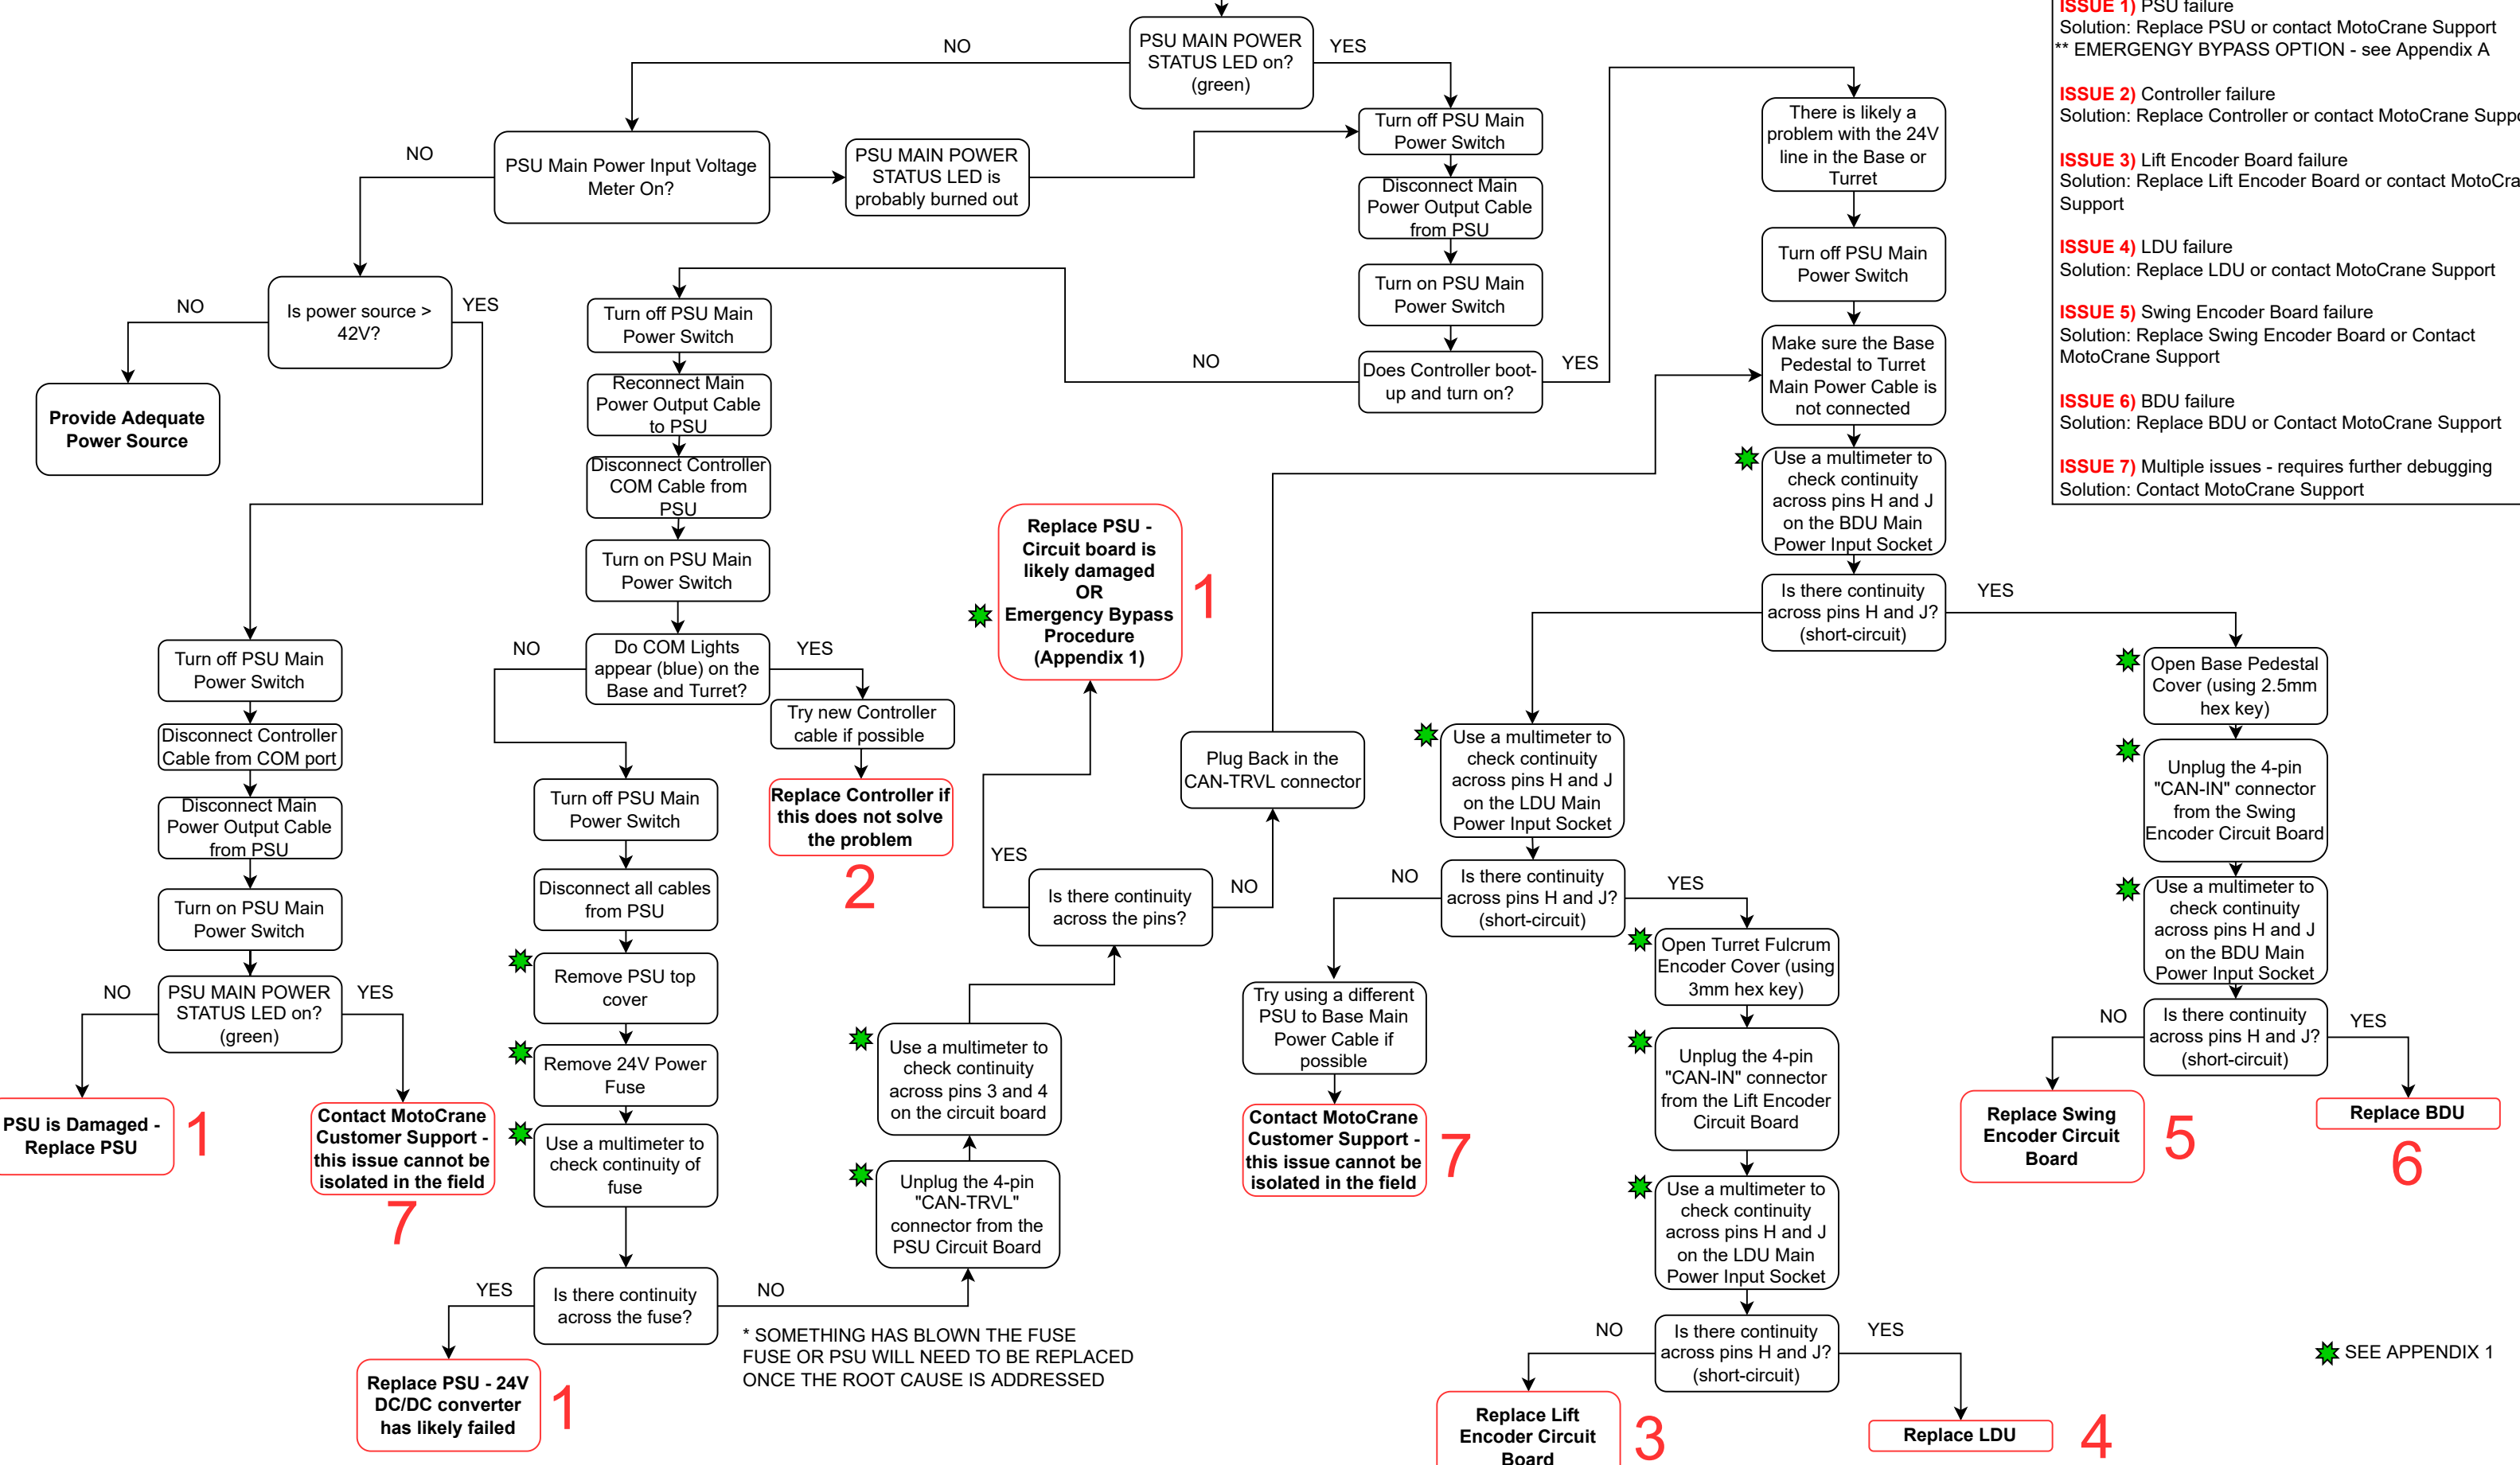 PSU MAIN POWER
STATUS LED on?
(green)
NO
YES
PSU Main Power Input Voltage
Meter On?
NO
PSU MAIN POWER
STATUS LED is
probably burned out
Turn off PSU Main
Power Switch
Disconnect Main
Power Output Cable
from PSU
Turn on PSU Main
Power Switch
Does Controller boot-
up and turn on?
NO
YES
Is power source >
42V?
NO
YES
Provide Adequate
Power Source
Turn off PSU Main
Power Switch
Disconnect Controller
Cable from COM port
Disconnect Main
Power Output Cable
from PSU
Turn on PSU Main
Power Switch
PSU MAIN POWER
STATUS LED on?
(green)
NO
YES
PSU is Damaged -
Replace PSU
1
Contact MotoCrane
Customer Support -
this issue cannot be
isolated in the field
7
Turn off PSU Main
Power Switch
Reconnect Main
Power Output Cable
to PSU
Disconnect Controller
COM Cable from
PSU
Turn on PSU Main
Power Switch
Do COM Lights
appear (blue) on the
Base and Turret?
NO
YES
Try new Controller
cable if possible
Replace Controller if
this does not solve
the problem
2
Turn off PSU Main
Power Switch
Disconnect all cables
from PSU
Remove PSU top
cover
Remove 24V Power
Fuse
Use a multimeter to
check continuity of
fuse
Is there continuity
across the fuse?
YES
NO
Replace PSU - 24V
DC/DC converter
has likely failed
1
* SOMETHING HAS BLOWN THE FUSE
FUSE OR PSU WILL NEED TO BE REPLACED
ONCE THE ROOT CAUSE IS ADDRESSED
Unplug the 4-pin
"CAN-TRVL"
connector from the
PSU Circuit Board
Use a multimeter to
check continuity
across pins 3 and 4
on the circuit board
Is there continuity
across the pins?
YES
NO
Replace PSU -
Circuit board is
likely damaged
OR
Emergency Bypass
Procedure
(Appendix 1)
1
Plug Back in the
CAN-TRVL connector
There is likely a
problem with the 24V
line in the Base or
Turret
Turn off PSU Main
Power Switch
Make sure the Base
Pedestal to Turret
Main Power Cable is
not connected
Use a multimeter to
check continuity
across pins H and J
on the BDU Main
Power Input Socket
Is there continuity
across pins H and J?
(short-circuit)
YES
Use a multimeter to
check continuity
across pins H and J
on the LDU Main
Power Input Socket
Is there continuity
across pins H and J?
(short-circuit)
NO
YES
Try using a different
PSU to Base Main
Power Cable if
possible
Contact MotoCrane
Customer Support -
this issue cannot be
isolated in the field
7
Open Turret Fulcrum
Encoder Cover (using
3mm hex key)
Unplug the 4-pin
"CAN-IN" connector
from the Lift Encoder
Circuit Board
Use a multimeter to
check continuity
across pins H and J
on the LDU Main
Power Input Socket
Is there continuity
across pins H and J?
(short-circuit)
NO
YES
Replace Lift
Encoder Circuit
Board
3
Replace LDU
4
Open Base Pedestal
Cover (using 2.5mm
hex key)
Unplug the 4-pin
"CAN-IN" connector
from the Swing
Encoder Circuit Board
Use a multimeter to
check continuity
across pins H and J
on the BDU Main
Power Input Socket
Is there continuity
across pins H and J?
(short-circuit)
NO
YES
Replace Swing
Encoder Circuit
Board
5
Replace BDU
6
SEE APPENDIX 1
ISSUE 1) PSU failure
Solution: Replace PSU or contact MotoCrane Support
** EMERGENGY BYPASS OPTION - see Appendix A
ISSUE 2) Controller failure
Solution: Replace Controller or contact MotoCrane Supp
ISSUE 3) Lift Encoder Board failure
Solution: Replace Lift Encoder Board or contact MotoCra
Support
ISSUE 4) LDU failure
Solution: Replace LDU or contact MotoCrane Support
ISSUE 5) Swing Encoder Board failure
Solution: Replace Swing Encoder Board or Contact
MotoCrane Support
ISSUE 6) BDU failure
Solution: Replace BDU or Contact MotoCrane Support
ISSUE 7) Multiple issues - requires further debugging
Solution: Contact MotoCrane Support